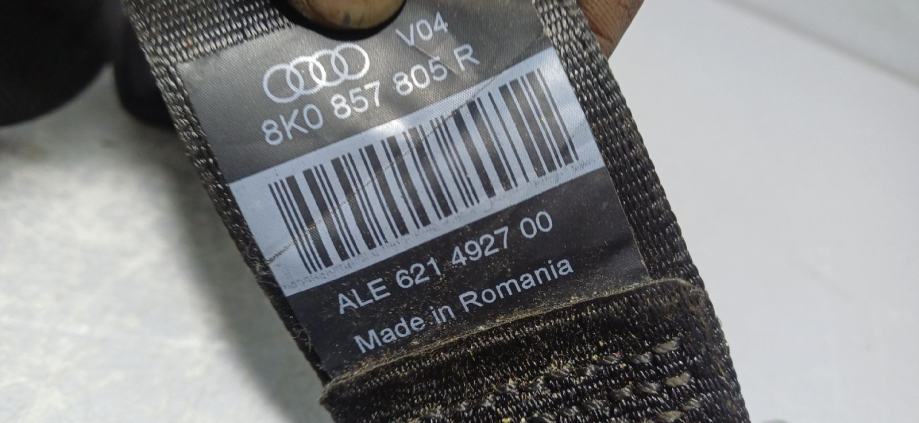 V04
8K0 857 805 R
ALE 621 4927 00
Made in Romania